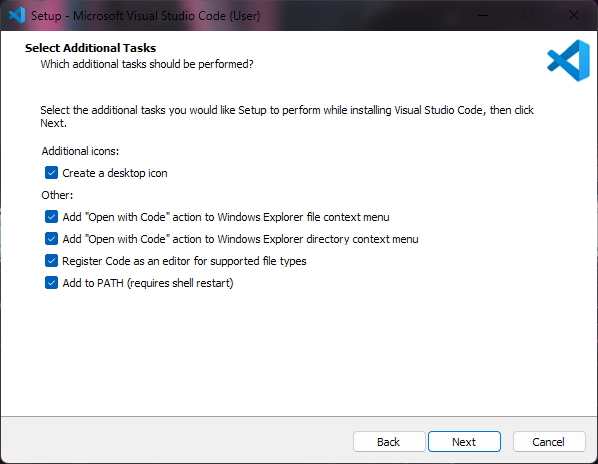 Setup - Microsoft Visual Studio Code (User)
Select Additional Tasks
Which additional tasks should be performed?
Select the additional tasks you would like Setup to perform while installing Visual Studio Code, then click
Next.
Additional icons:
Create a desktop icon
Other:
Add "Open with Code" action to Windows Explorer file context menu
Add "Open with Code" action to Windows Explorer directory context menu
Register Code as an editor for supported file types
Add to PATH (requires shell restart)
Back Next Cancel